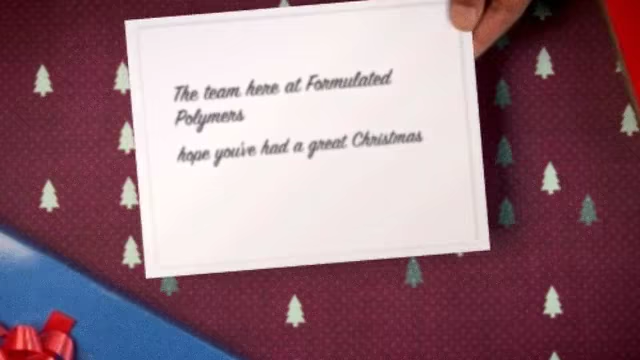 The team here at Formulated
Polymers
hope you've had a great Christmas